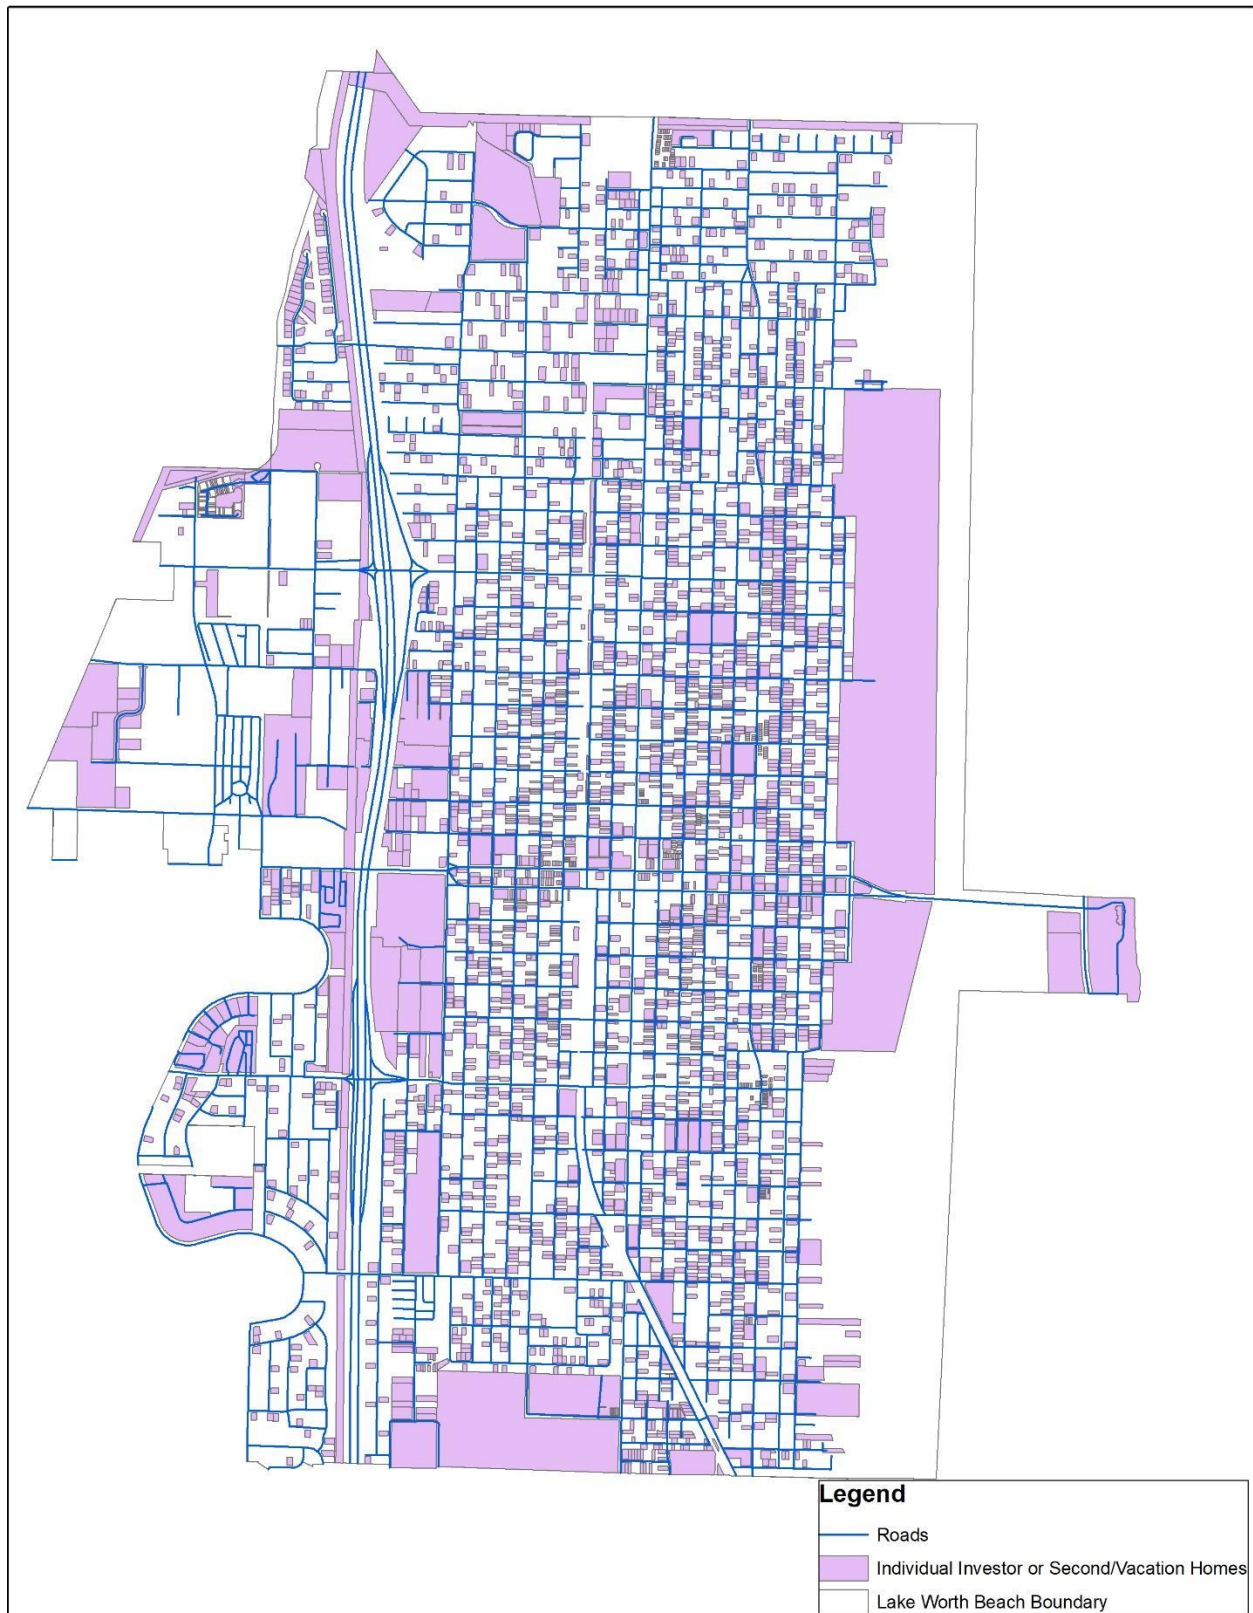 Legend
Roads
Individual Investor or Second/Vacation Homes
Lake Worth Beach Boundary